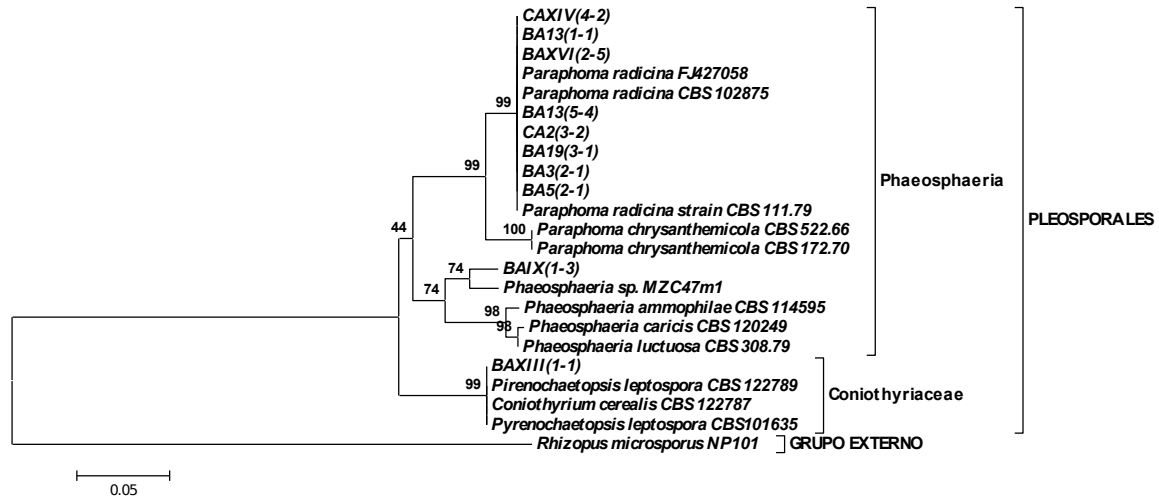 CAXIV(4-2)
BA13(1-1)
BAXVI(2-5)
Paraphoma radicina FJ427058
Paraphoma radicina CBS 102875
99
BA13(5-4)
CA2(3-2)
BA19(3-1)
99
BA3(2-1)
BA5(2-1)
Phaeosphaeria
Paraphoma radicina strain CBS 111.79
PLEOSPORALES
44
100
Paraphoma chrysanthemicola CBS 522.66
Paraphoma chrysanthemicola CBS 172.70
74
BAIX(1-3)
74
Phaeosphaeria sp. MZC47m1
98
Phaeosphaeria ammophilae CBS 114595
98
Phaeosphaeria caricis CBS 120249
Phaeosphaeria luctuosa CBS 308.79
BAXIII(1-1)
99
Pirenochaetopsis leptospora CBS 122789
Coniothyriaceae
Coniothyrium cerealis CBS 122787
Pyrenochaetopsis leptospora CBS101635
Rhizopus microsporus NP101
GRUPO EXTERNO
0.05